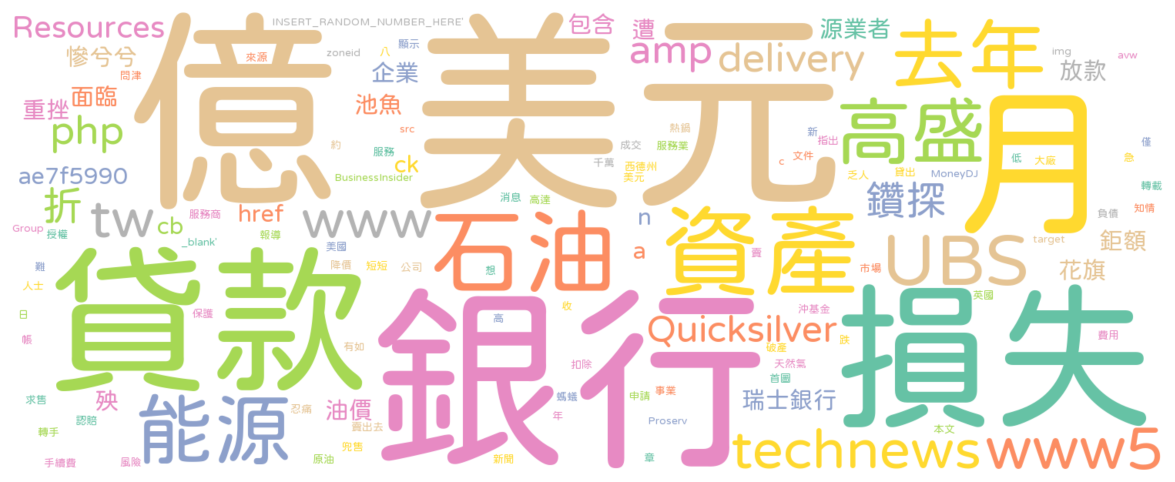 Resources
INSERT_RANDOM_NUMBER_HERE'
包含
遭
源業者
去年
慘兮兮
來源
zoneid
八
顯示
amp
delivery
img
avw
億
美
元
企業
放款
問津
面臨
重挫
池魚
高盛
月
php
src
熱鍋
新
指出
僅
約
服務
成交
服務業
c
文件
低
大廠
急
千萬
ck
西德州
美元
乏人
貸出
MoneyDJ
轉載
ae7f5990
BusinessInsider
消息
高達
鑽探
折
tw
服務商
href
www
n
負債
知情
Group
授權
cb
_blank'
報導
美國
石油
a
資產
賣
UBS
target
鉅額
難
降價
短短
公司
想
市場
花旗
人士
貸款
銀行
英國
損失
日
保護
收
沖基金
高
Quicksilver
帳
有如
破產
跌
費用
扣除
天然氣
首圖
求售
殃
能源
忍痛
油價
螞蟻
申請
事業
瑞士銀行
認賠
年
轉手
賣出去
兜售
Proserv
本文
technews
www5
手續費
風險
原油
新聞
章